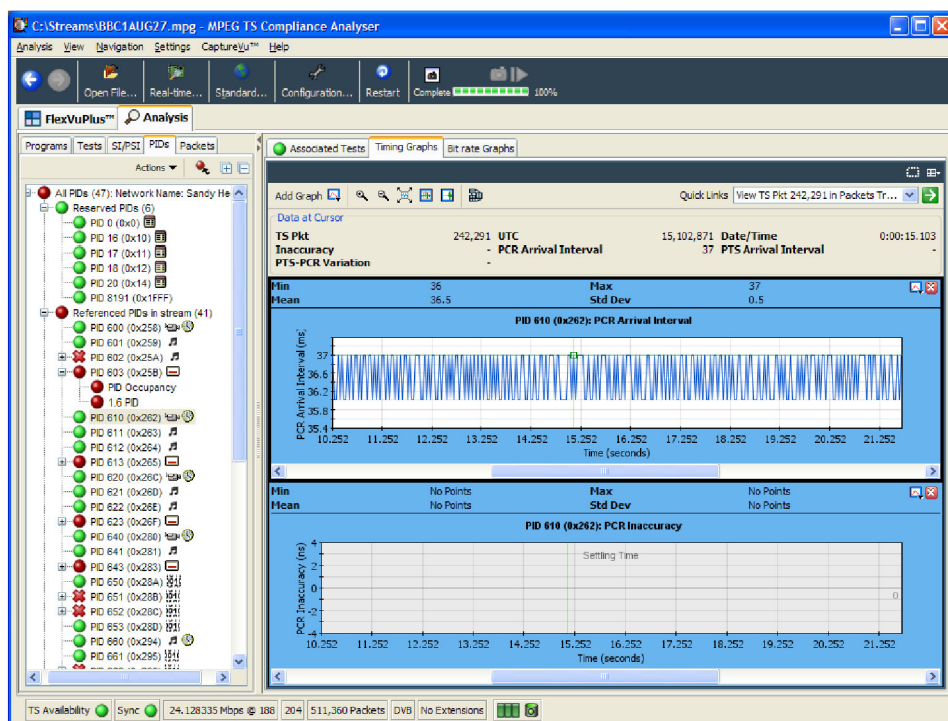 C:\Streams\BBC1AUG27.mpg - MPEG TS Compliance Analyser
Analysis View Navigation Settings CaptureVu™ Help
Open File... Real-time... Standard... Configuration... Restart Complete 100%
FlexVuPlus™ Analysis
Programs Tests SI/PSI PIDs Packets
Actions
All PIDs (47): Network Name: Sandy He
Reserved PIDs (6)
PID 0 (0x0)
PID 16 (0x10)
PID 17 (0x11)
PID 18 (0x12)
PID 20 (0x14)
PID 8191 (0x1FFF)
Referenced PIDs in stream (41)
PID 600 (0x258)
PID 601 (0x259)
PID 602 (0x25A)
PID 603 (0x25B)
PID Occupancy
1.6 PID
PID 610 (0x262)
PID 611 (0x263)
PID 612 (0x264)
PID 613 (0x265)
PID 620 (0x26C)
PID 621 (0x26D)
PID 622 (0x26E)
PID 623 (0x26F)
PID 640 (0x280)
PID 641 (0x281)
PID 643 (0x283)
PID 650 (0x28A)
PID 651 (0x28B)
PID 652 (0x28C)
PID 653 (0x28D)
PID 660 (0x294)
PID 661 (0x295)
Associated Tests Timing Graphs Bit rate Graphs
Add Graph Quick Links View TS Pkt 242,291 in Packets Tr...
Data at Cursor
TS Pkt 242,291 UTC 15,102,871 Date/Time 0:00:15.103
Inaccuracy - PCR Arrival Interval 37 PTS Arrival Interval -
PTS-PCR Variation -
Min 36 Max 37
Mean 36.5 Std Dev 0.5
PID 610 (0x262): PCR Arrival Interval
PCR Arrival Interval (ms)
37
36.6
36.2
35.8
35.4
10.252 11.252 12.252 13.252 14.252 15.252 16.252 17.252 18.252 19.252 20.252 21.252
Time (seconds)
Min No Points Max No Points
Mean No Points Std Dev No Points
PID 610 (0x262): PCR Inaccuracy
PCR Inaccuracy (ns)
4
2
0
-2
-4
Settling Time
0
10.252 11.252 12.252 13.252 14.252 15.252 16.252 17.252 18.252 19.252 20.252 21.252
Time (seconds)
TS Availability Sync 24.128335 Mbps @ 188 204 511,360 Packets DVB No Extensions